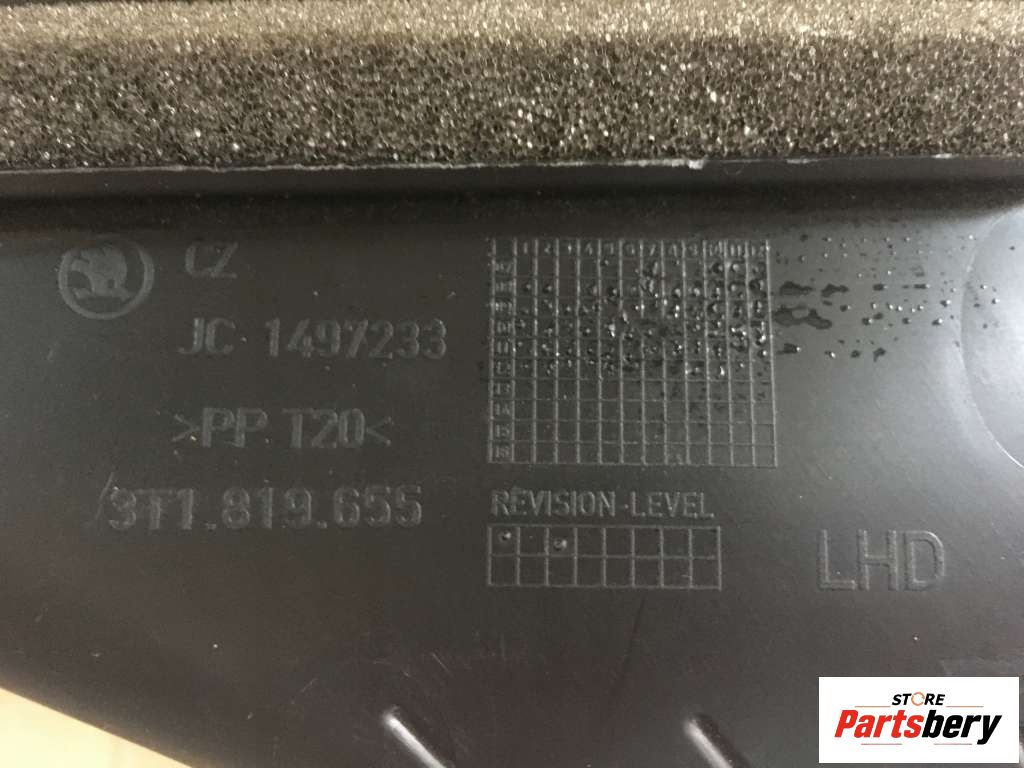 CZ
JC 1497233
>PP T20<
3T1.819.655
REVISION-LEVEL
LHD
STORE
Partsbery